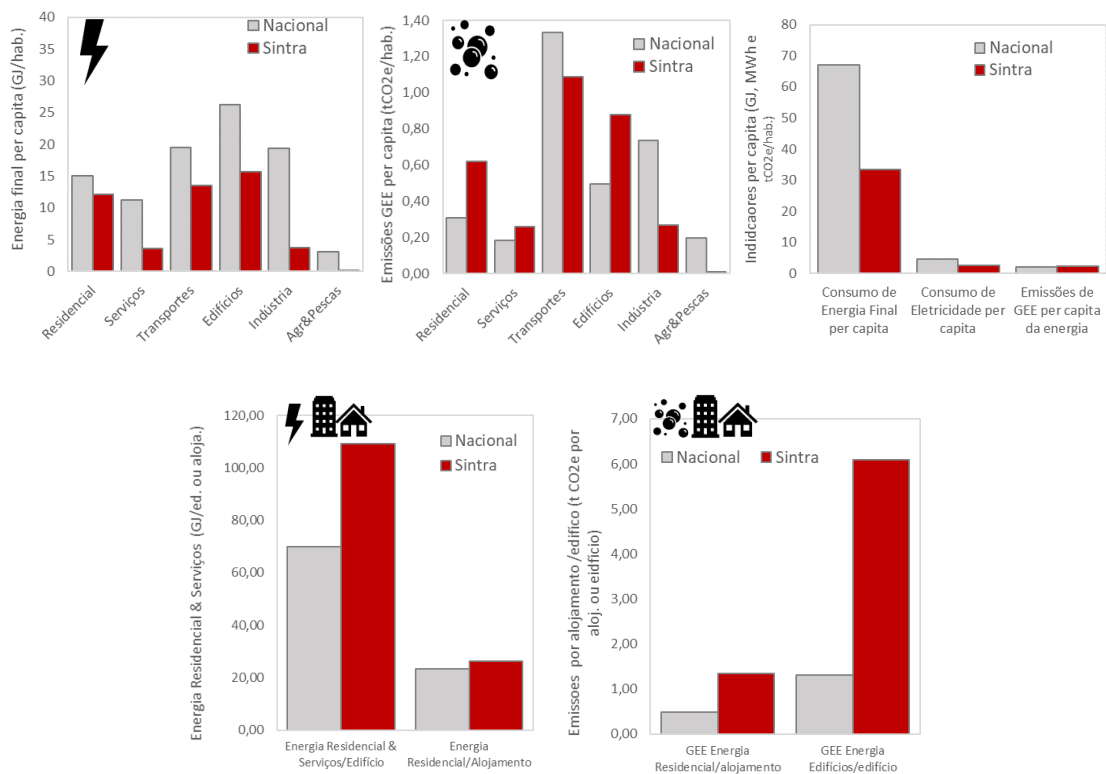 Energia final per capita (GJ/hab.)
40
35
30
25
20
15
10
5
0
Nacional
Sintra
Residencial
Serviços
Transportes
Edifícios
Indústria
Agr&Pescas
Emissões GEE per capita (tCO2e/hab.)
1,40
1,20
1,00
0,80
0,60
0,40
0,20
0,00
Nacional
Sintra
Residencial
Serviços
Transportes
Edifícios
Indústria
Agr&Pescas
Indidcaores per capita (GJ, MWh e
tCO2e/hab.)
80
70
60
50
40
30
20
10
0
Nacional
Sintra
Consumo de
Energia Final
per capita
Consumo de
Eletricidade per
capita
Emissões de
GEE per capita
da energia
Energia Residencial & Serviços (GJ/ed. ou aloja.)
120,00
100,00
80,00
60,00
40,00
20,00
0,00
Nacional
Sintra
Energia Residencial &
Serviços/Edifício
Energia
Residencial/Alojamento
Emissoes por alojamento /edifico (t CO2e por
aloj. ou eidfício)
7,00
6,00
5,00
4,00
3,00
2,00
1,00
0,00
Nacional
Sintra
GEE Energia
Residencial/alojamento
GEE Energia
Edifícios/edifício